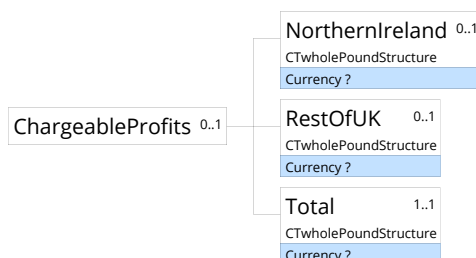 NorthernIreland 0..1
CTwholePoundStructure
Currency ?
ChargeableProfits 0..1
RestOfUK 0..1
CTwholePoundStructure
Currency ?
Total 1..1
CTwholePoundStructure
Currency ?